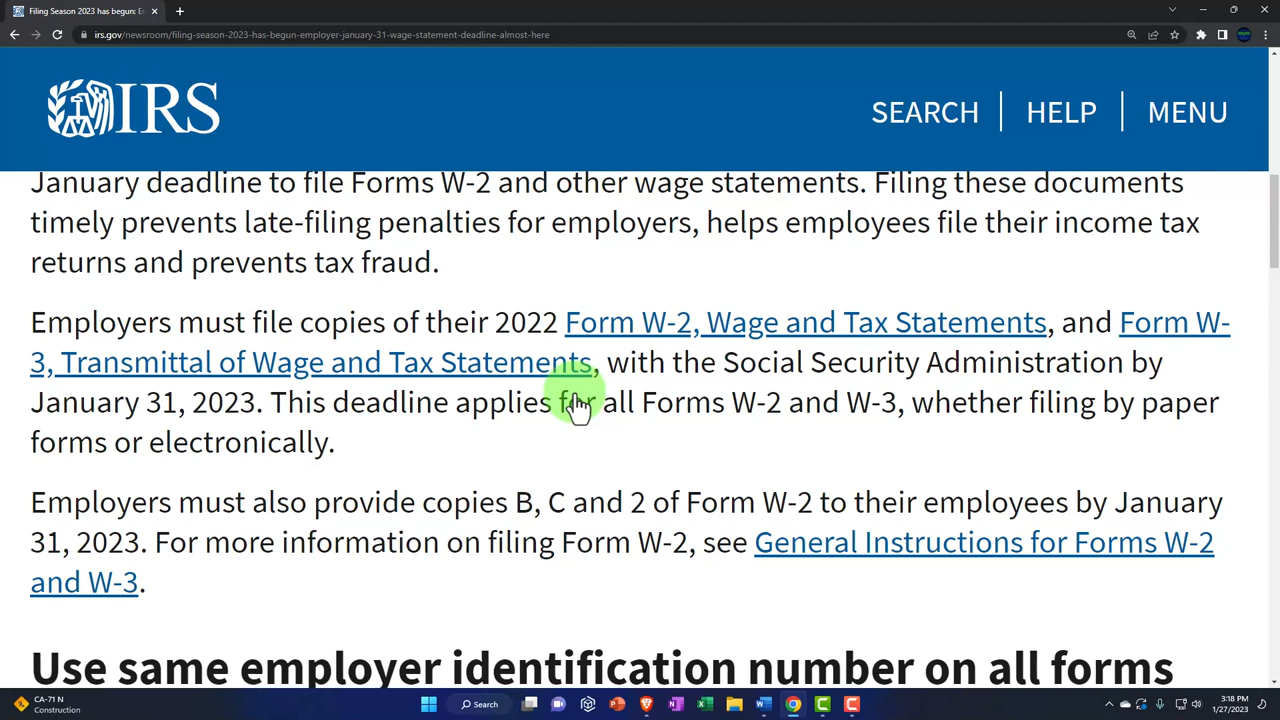 Filing Season 2023 has begun: E
irs.gov/newsroom/filing-season-2023-has-begun-employer-january-31-wage-statement-deadline-almost-here
IRS
SEARCH
HELP
MENU
January deadline to file Forms W-2 and other wage statements. Filing these documents
timely prevents late-filing penalties for employers, helps employees file their income tax
returns and prevents tax fraud.
Employers must file copies of their 2022 Form W-2, Wage and Tax Statements, and Form W-
3, Transmittal of Wage and Tax Statements, with the Social Security Administration by
January 31, 2023. This deadline applies for all Forms W-2 and W-3, whether filing by paper
forms or electronically.
Employers must also provide copies B, C and 2 of Form W-2 to their employees by January
31, 2023. For more information on filing Form W-2, see General Instructions for Forms W-2
and W-3.
Use same employer identification number on all forms
CA-71 N
Construction
Search
3:18 PM
1/27/2023